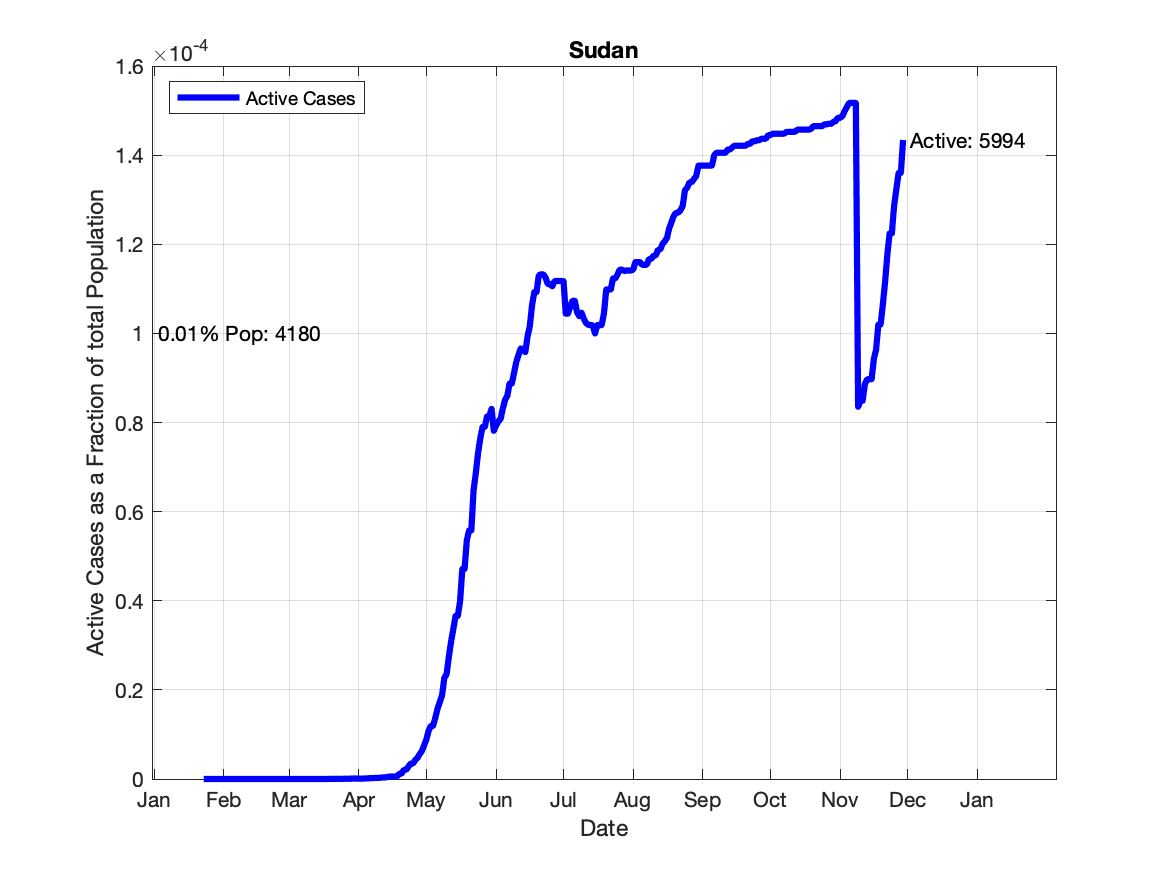 Sudan
×10-4
1.6
1.4
1.2
1
0.8
0.6
0.4
0.2
0
Active Cases as a Fraction of total Population
Active Cases
Active: 5994
0.01% Pop: 4180
Jan Feb Mar Apr May Jun Jul Aug Sep Oct Nov Dec Jan
Date